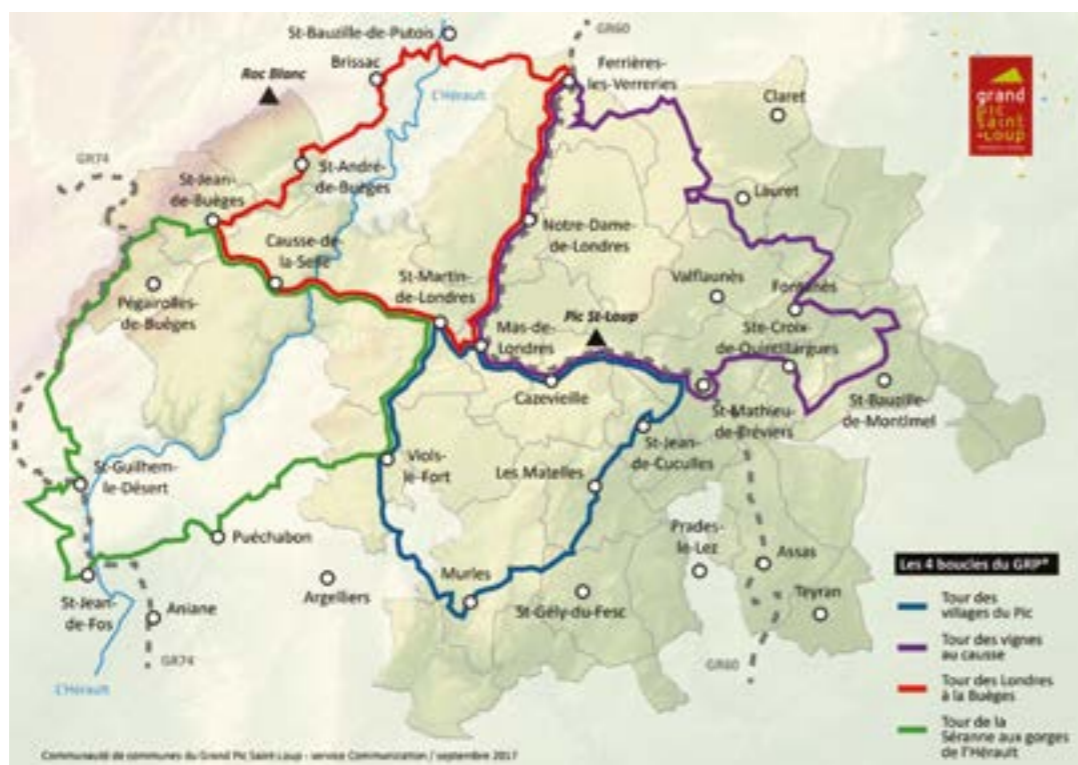 St-Bauzille-de-Putois
GR60
Brissac
Ferrières-
les-Verreries
Roc Blanc
L'Hérault
Claret
grand
pic
saint
-loup
GR74
St-Jean-
de-Buèges
St-André-
de-Buèges
Lauret
Notre-Dame-
de-Londres
Causse-de-
la-Selle
St-Martin-
de-Londres
Valflaunès
Fontanès
Pégairolles-
de-Buèges
Pic St-Loup
Mas-de-
Londres
Ste-Croix-
de-Quintillargues
Cazevieille
St-Bauzille-
de-Montmel
St-Mathieu-
de-Tréviers
St-Jean-
de-Cuculles
Viols-
le-Fort
St-Guilhem-
le-Désert
Les Matelles
Puéchabon
Prades-
le-Lez
Assas
Les 4 boucles du GRP®
Murles
Argelliers
St-Gély-du-Fesc
Teyran
St-Jean-
de-Fos
Aniane
Tour des
villages du Pic
Tour des vignes
au causse
GR74
GR60
L'Hérault
Tour des Londres
à la Buèges
Tour de la
Séranne aux gorges
de l'Hérault
Communauté de communes du Grand Pic Saint-Loup - service Communication / septembre 2017